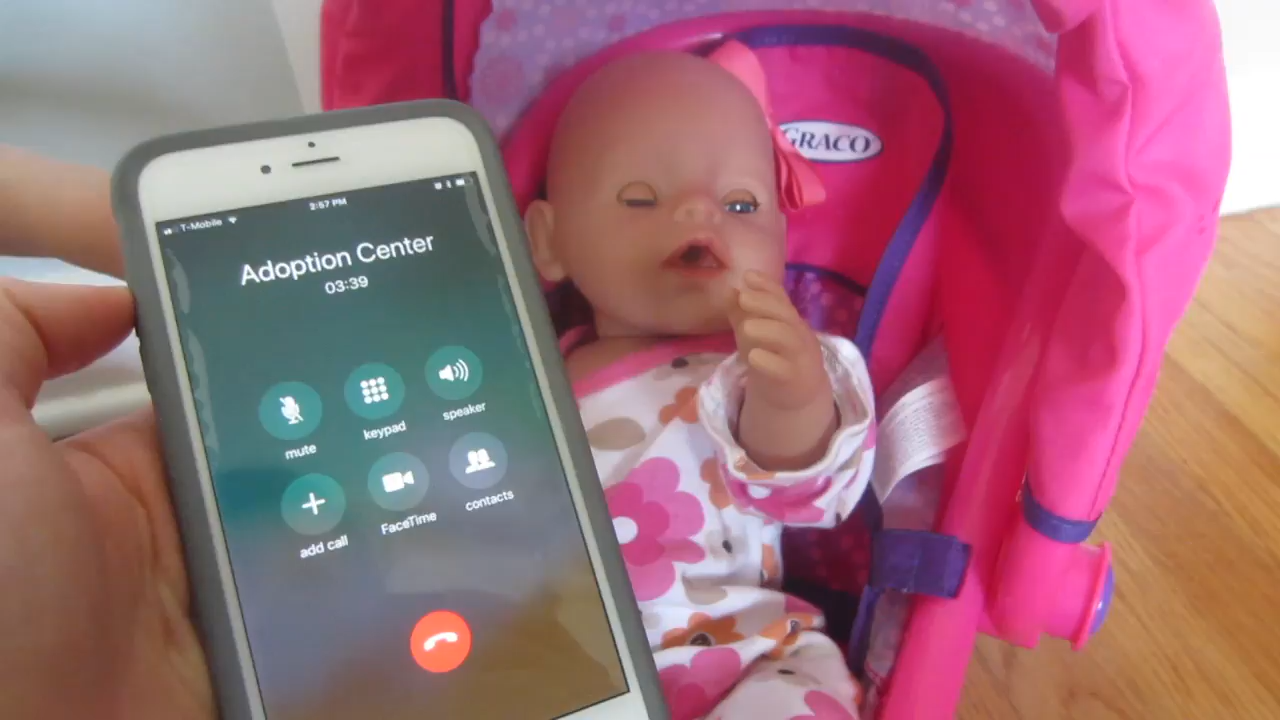 T-Mobile
2:57 PM
Adoption Center
03:39
mute
keypad
speaker
add call
FaceTime
contacts
GRACO